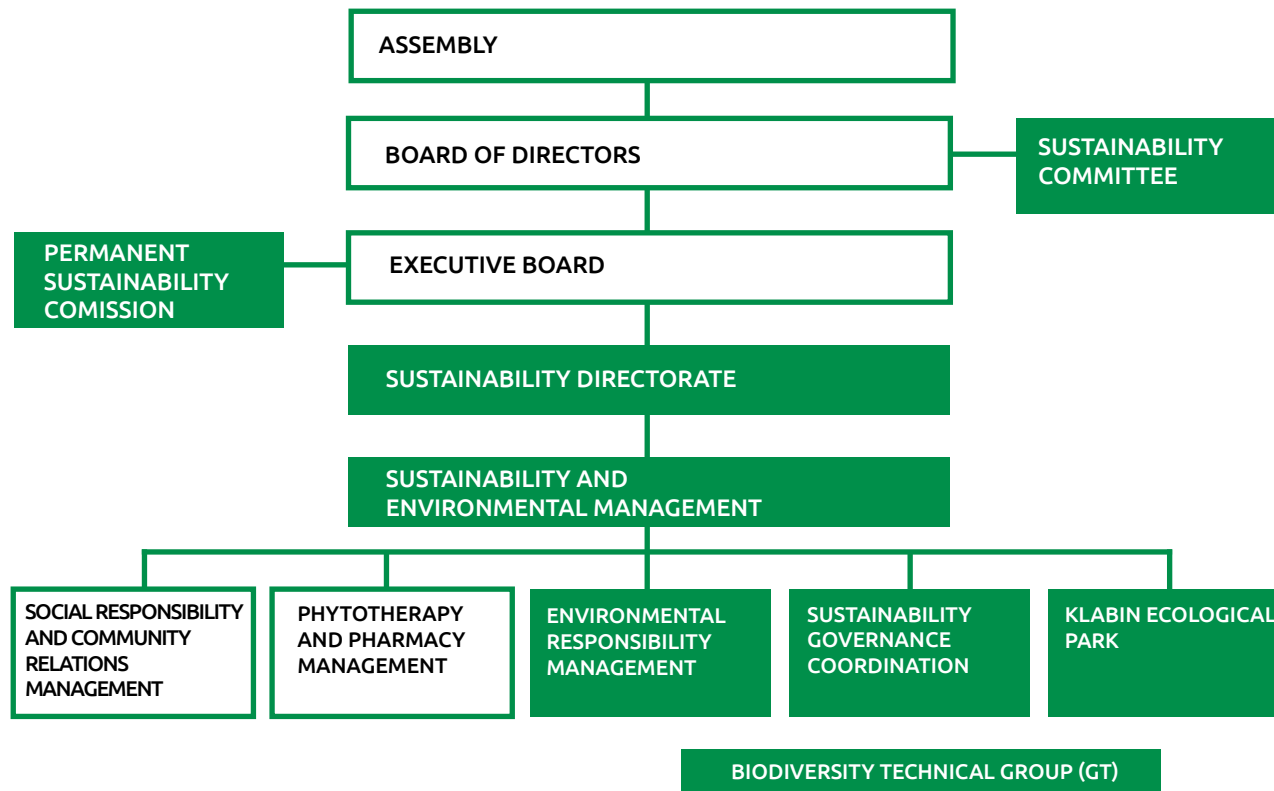 ASSEMBLY
BOARD OF DIRECTORS
SUSTAINABILITY
COMMITTEE
PERMANENT
SUSTAINABILITY
COMISSION
EXECUTIVE BOARD
SUSTAINABILITY DIRECTORATE
SUSTAINABILITY AND
ENVIRONMENTAL MANAGEMENT
SOCIAL RESPONSIBILITY
AND COMMUNITY
RELATIONS
MANAGEMENT
PHYTOTHERAPY
AND PHARMACY
MANAGEMENT
ENVIRONMENTAL
RESPONSIBILITY
MANAGEMENT
SUSTAINABILITY
GOVERNANCE
COORDINATION
KLABIN ECOLOGICAL
PARK
BIODIVERSITY TECHNICAL GROUP (GT)